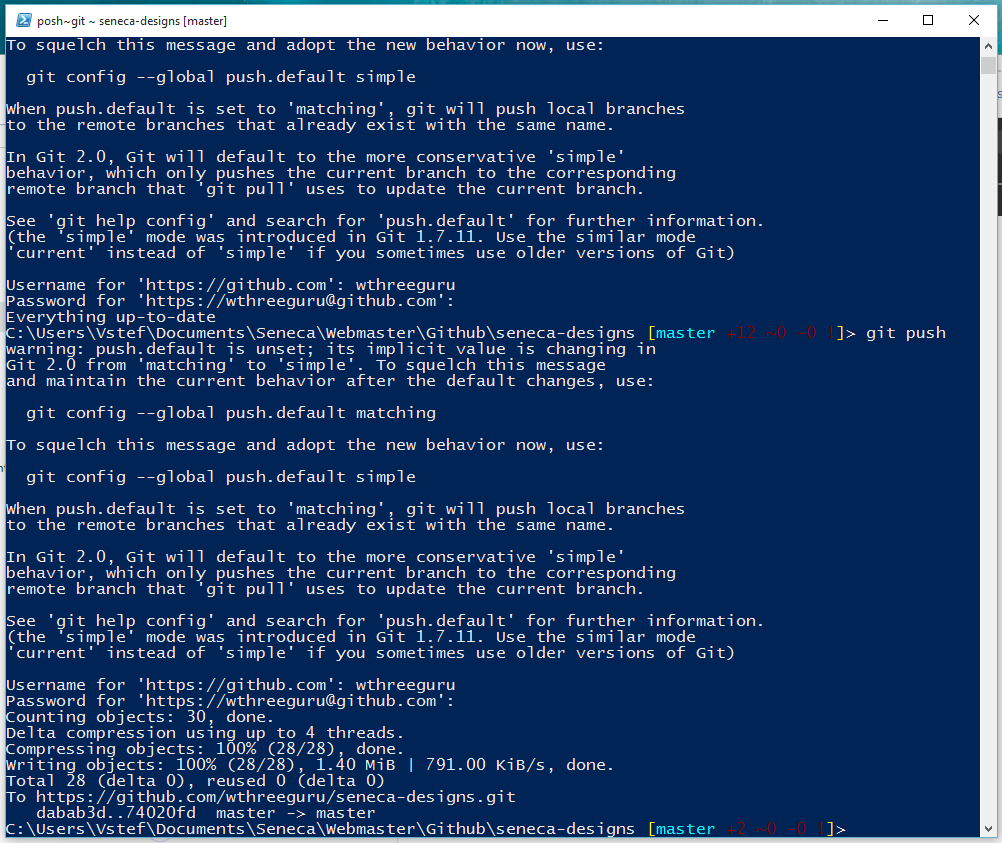 posh~git ~ seneca-designs [master]
To squelch this message and adopt the new behavior now, use:
git config --global push.default simple
When push.default is set to 'matching', git will push local branches
to the remote branches that already exist with the same name.
In Git 2.0, Git will default to the more conservative 'simple'
behavior, which only pushes the current branch to the corresponding
remote branch that 'git pull' uses to update the current branch.
See 'git help config' and search for 'push.default' for further information.
(the 'simple' mode was introduced in Git 1.7.11. Use the similar mode
'current' instead of 'simple' if you sometimes use older versions of Git)
Username for 'https://github.com': wthreeguru
Password for 'https://wthreeguru@github.com':
Everything up-to-date
C:\Users\Vstef\Documents\Seneca\Webmaster\Github\seneca-designs [master +12 ~0 -0 !]> git push
warning: push.default is unset; its implicit value is changing in
Git 2.0 from 'matching' to 'simple'. To squelch this message
and maintain the current behavior after the default changes, use:
git config --global push.default matching
To squelch this message and adopt the new behavior now, use:
git config --global push.default simple
When push.default is set to 'matching', git will push local branches
to the remote branches that already exist with the same name.
In Git 2.0, Git will default to the more conservative 'simple'
behavior, which only pushes the current branch to the corresponding
remote branch that 'git pull' uses to update the current branch.
See 'git help config' and search for 'push.default' for further information.
(the 'simple' mode was introduced in Git 1.7.11. Use the similar mode
'current' instead of 'simple' if you sometimes use older versions of Git)
Username for 'https://github.com': wthreeguru
Password for 'https://wthreeguru@github.com':
Counting objects: 30, done.
Delta compression using up to 4 threads.
Compressing objects: 100% (28/28), done.
Writing objects: 100% (28/28), 1.40 MiB | 791.00 KiB/s, done.
Total 28 (delta 0), reused 0 (delta 0)
To https://github.com/wthreeguru/seneca-designs.git
dabab3d..74020fd master -> master
C:\Users\Vstef\Documents\Seneca\Webmaster\Github\seneca-designs [master +2 ~0 -0 !]>